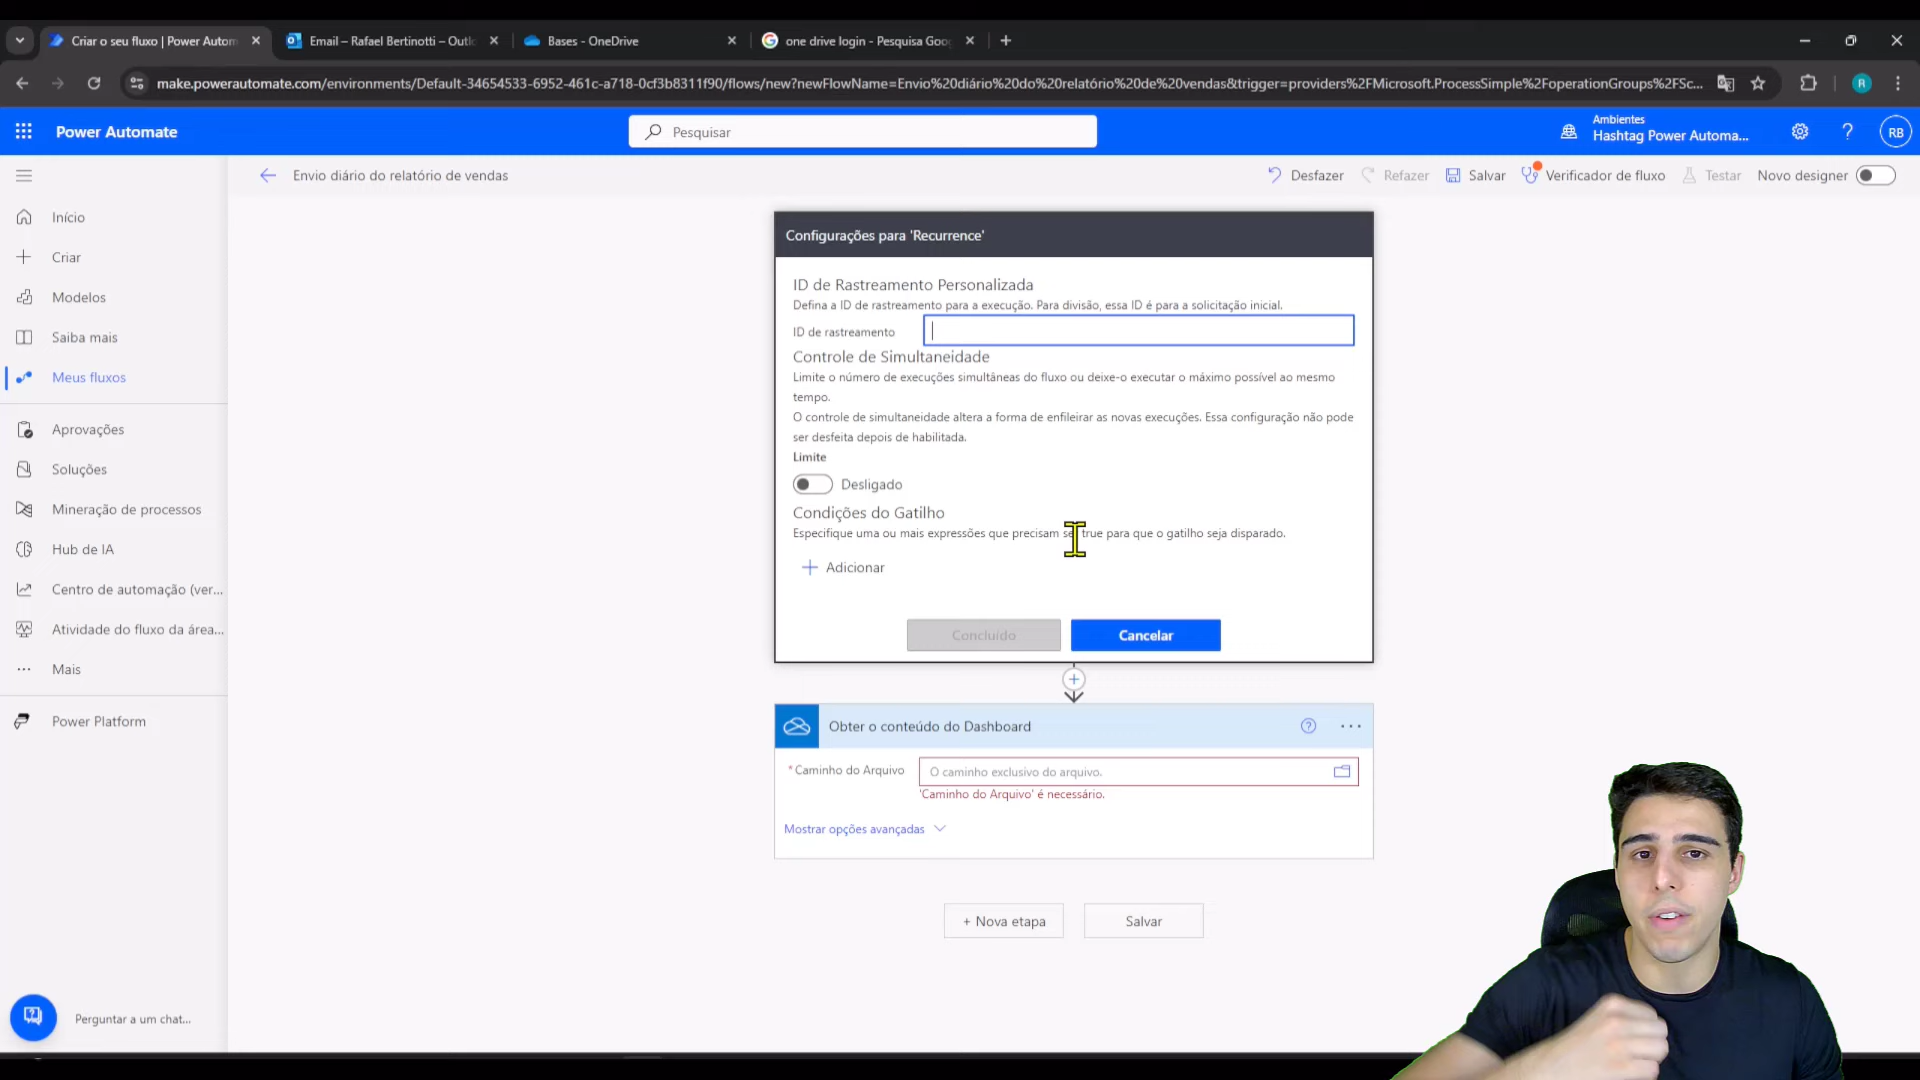 Criar o seu fluxo | Power Autom
Email – Rafael Bertinotti – Outlo
Bases - OneDrive
one drive login - Pesquisa Goo
make.powerautomate.com/environments/Default-34654533-6952-461c-a718-0cf3b8311f90/flows/new?newFlowName=Envio%20diário%20do%20relatório%20de%20vendas&trigger=providers%2FMicrosoft.ProcessSimple%2FoperationGroups%2FSc...
R
Power Automate
Pesquisar
Ambientes
Hashtag Power Automa...
?
RB
Envio diário do relatório de vendas
Desfazer
Refazer
Salvar
Verificador de fluxo
Testar
Novo designer
Início
Criar
Modelos
Saiba mais
Meus fluxos
Aprovações
Soluções
Mineração de processos
Hub de IA
Centro de automação (ver...
Atividade do fluxo da área...
Mais
Power Platform
Perguntar a um chat...
Configurações para 'Recurrence'
ID de Rastreamento Personalizada
Defina a ID de rastreamento para a execução. Para divisão, essa ID é para a solicitação inicial.
ID de rastreamento
Controle de Simultaneidade
Limite o número de execuções simultâneas do fluxo ou deixe-o executar o máximo possível ao mesmo
tempo.
O controle de simultaneidade altera a forma de enfileirar as novas execuções. Essa configuração não pode
ser desfeita depois de habilitada.
Limite
Desligado
Condições do Gatilho
Especifique uma ou mais expressões que precisam ser true para que o gatilho seja disparado.
Adicionar
Concluído
Cancelar
Obter o conteúdo do Dashboard
* Caminho do Arquivo
O caminho exclusivo do arquivo.
'Caminho do Arquivo' é necessário.
Mostrar opções avançadas
+ Nova etapa
Salvar